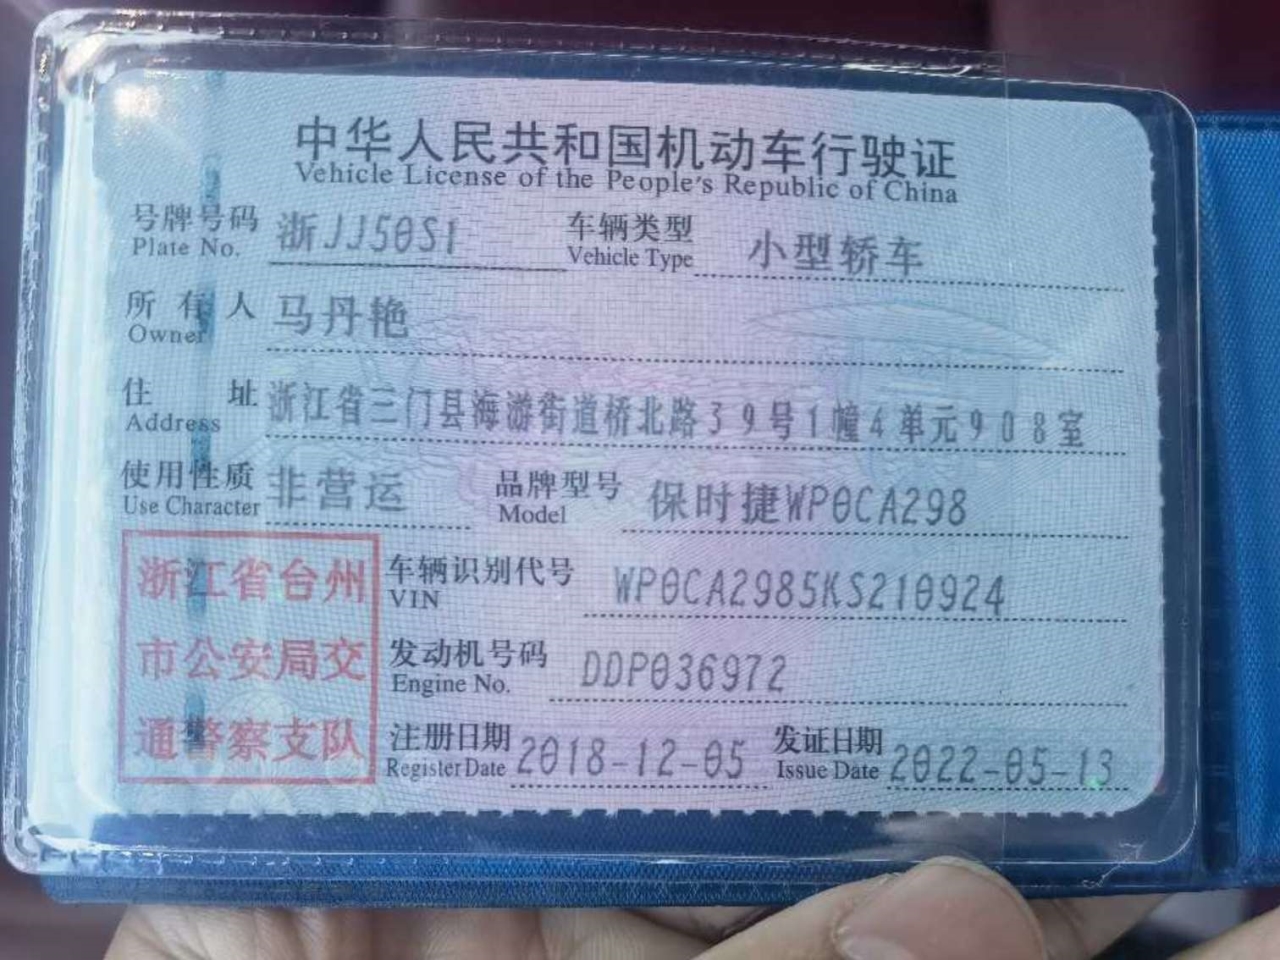 中华人民共和国机动车行驶证
Vehicle License of the People's Republic of China
号牌号码 浙JJ50S1 车辆类型 小型轿车
Plate No. Vehicle Type
所有人 马丹艳
Owner
住址 浙江省三门县海游街道桥北路39号1幢4单元908室
Address
使用性质 非营运 品牌型号 保时捷WP0CA298
Use Character Model
浙江省台州
市公安局交
通警察支队
车辆识别代号 WP0CA2985KS210924
VIN
发动机号码 DDP036972
Engine No.
注册日期 2018-12-05 发证日期 2022-05-13
Register Date Issue Date